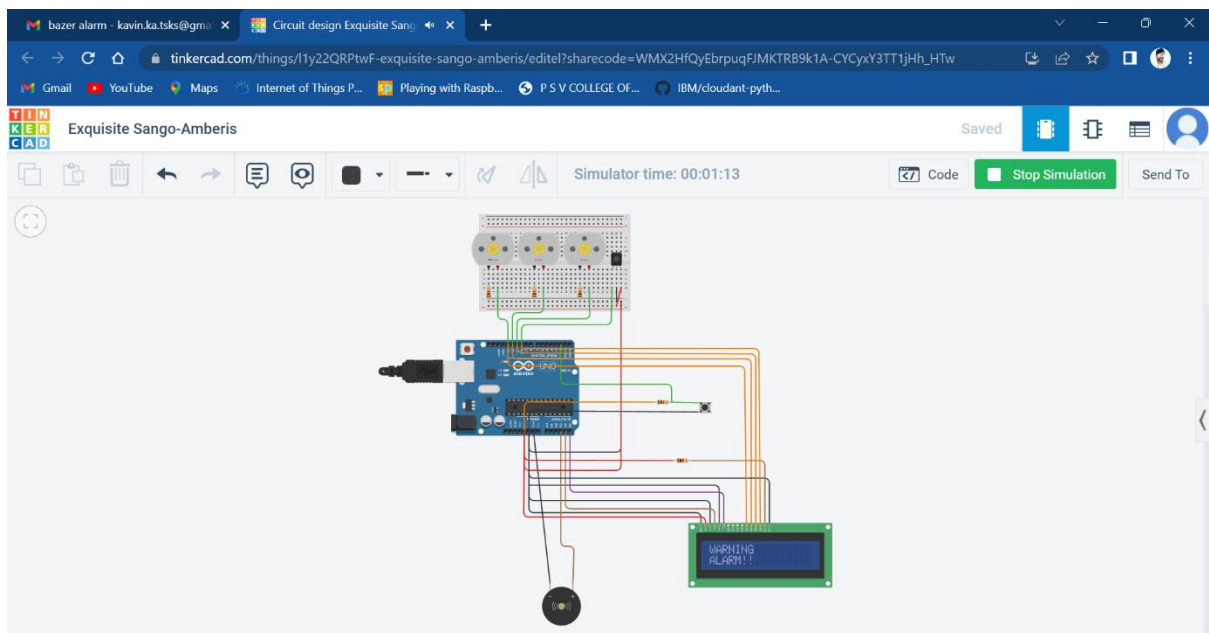 bazer alarm - kavin.ka.tsks@gma
Circuit design Exquisite Sang
tinkercad.com/things/l1y22QRPtwF-exquisite-sango-amberis/editel?sharecode=WMX2HfQyEbrpuqFJMKTRB9k1A-CYCyxY3TT1jHh_HTw
Gmail
YouTube
Maps
Internet of Things P...
Playing with Raspb...
P S V COLLEGE OF...
IBM/cloudant-pyth...
TIN
KER
CAD
Exquisite Sango-Amberis
Saved
Simulator time: 00:01:13
Code
Stop Simulation
Send To
UNO
WARNING
ALARM!!